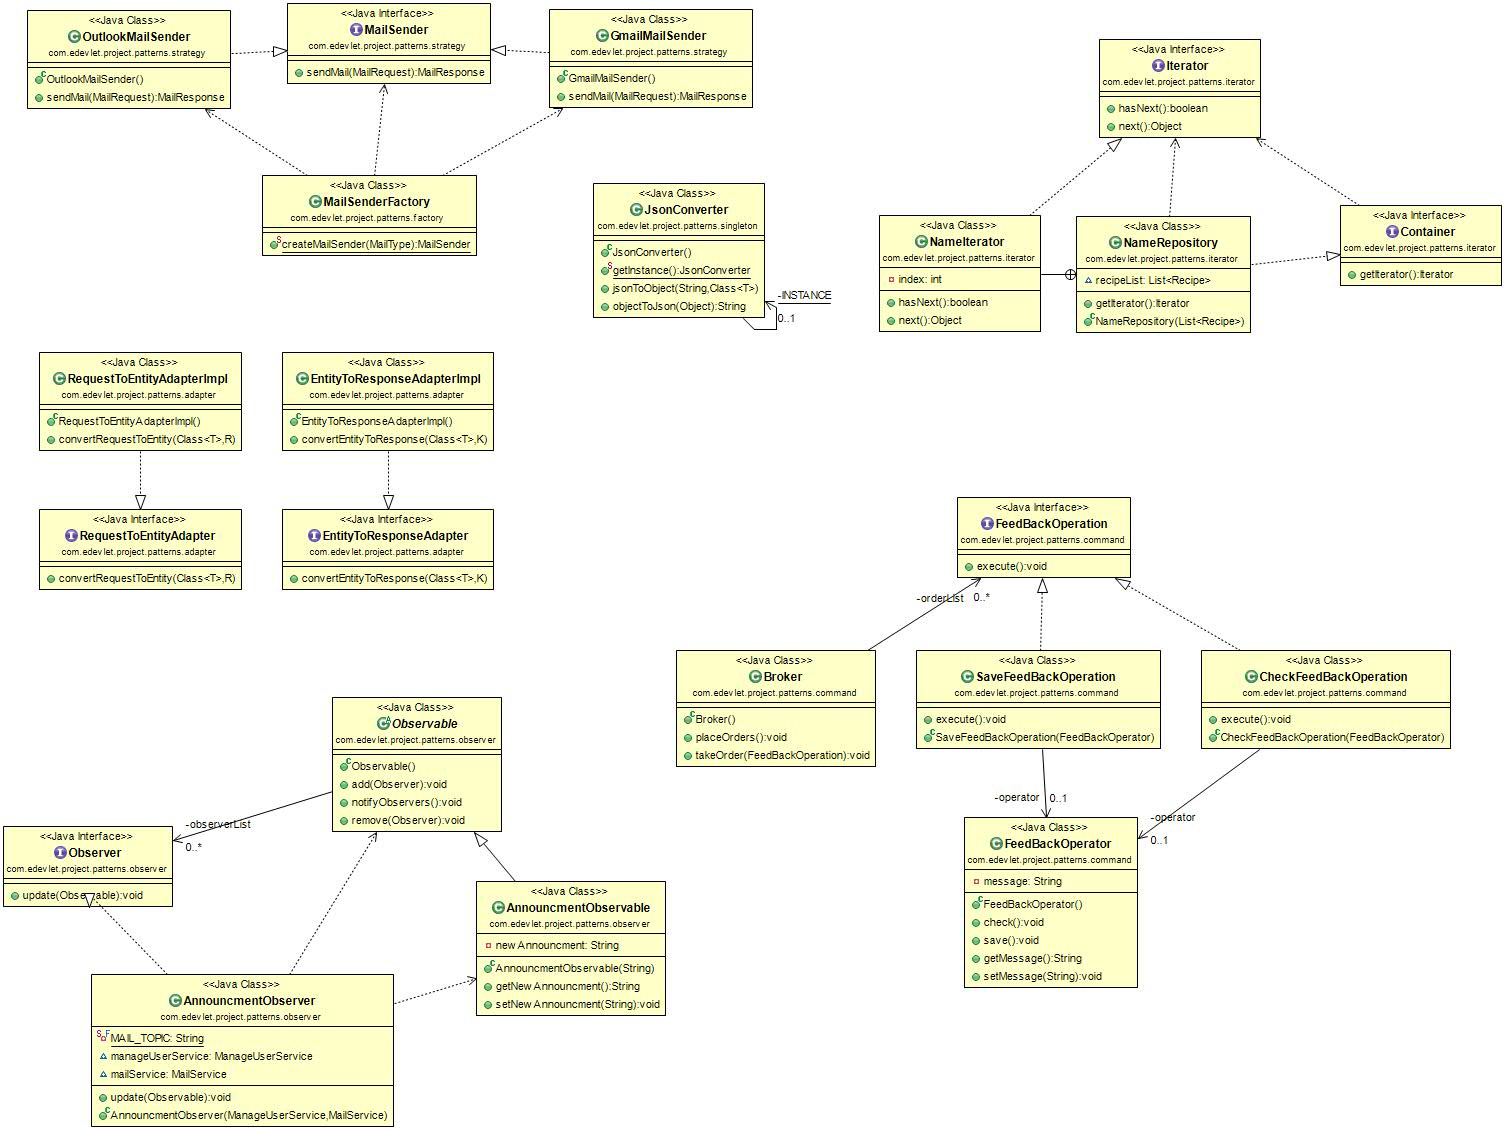 <<Java Class>>
OutlookMailSender
com.edevlet.project.patterns.strategy
OutlookMailSender()
sendMail(MailRequest):MailResponse
<<Java Interface>>
MailSender
com.edevlet.project.patterns.strategy
sendMail(MailRequest):MailResponse
<<Java Class>>
GmailMailSender
com.edevlet.project.patterns.strategy
GmailMailSender()
sendMail(MailRequest):MailResponse
<<Java Class>>
MailSenderFactory
com.edevlet.project.patterns.factory
createMailSender(MailType):MailSender
<<Java Class>>
JsonConverter
com.edevlet.project.patterns.singleton
JsonConverter()
getInstance():JsonConverter
jsonToObject(String,Class<T>)
objectToJson(Object):String
-INSTANCE
0..1
<<Java Interface>>
Iterator
com.edevlet.project.patterns.iterator
hasNext():boolean
next():Object
<<Java Class>>
NameIterator
com.edevlet.project.patterns.iterator
index: int
hasNext():boolean
next():Object
<<Java Class>>
NameRepository
com.edevlet.project.patterns.iterator
recipeList: List<Recipe>
getIterator():Iterator
NameRepository(List<Recipe>)
<<Java Interface>>
Container
com.edevlet.project.patterns.iterator
getIterator():Iterator
<<Java Class>>
RequestToEntityAdapterImpl
com.edevlet.project.patterns.adapter
RequestToEntityAdapterImpl()
convertRequestToEntity(Class<T>,R)
<<Java Class>>
EntityToResponseAdapterImpl
com.edevlet.project.patterns.adapter
EntityToResponseAdapterImpl()
convertEntityToResponse(Class<T>,K)
<<Java Interface>>
RequestToEntityAdapter
com.edevlet.project.patterns.adapter
convertRequestToEntity(Class<T>,R)
<<Java Interface>>
EntityToResponseAdapter
com.edevlet.project.patterns.adapter
convertEntityToResponse(Class<T>,K)
<<Java Interface>>
FeedBackOperation
com.edevlet.project.patterns.command
execute():void
-orderList
0..*
<<Java Class>>
Broker
com.edevlet.project.patterns.command
Broker()
placeOrders():void
takeOrder(FeedBackOperation):void
<<Java Class>>
SaveFeedBackOperation
com.edevlet.project.patterns.command
execute():void
SaveFeedBackOperation(FeedBackOperator)
<<Java Class>>
CheckFeedBackOperation
com.edevlet.project.patterns.command
execute():void
CheckFeedBackOperation(FeedBackOperator)
-operator
0..1
-operator
0..1
<<Java Class>>
FeedBackOperator
com.edevlet.project.patterns.command
message: String
FeedBackOperator()
check():void
save():void
getMessage():String
setMessage(String):void
<<Java Class>>
Observable
com.edevlet.project.patterns.observer
Observable()
add(Observer):void
notifyObservers():void
remove(Observer):void
-observerList
0..*
<<Java Interface>>
Observer
com.edevlet.project.patterns.observer
update(Observable):void
<<Java Class>>
AnnouncmentObservable
com.edevlet.project.patterns.observer
newAnnouncment: String
AnnouncmentObservable(String)
getNewAnnouncment():String
setNewAnnouncment(String):void
<<Java Class>>
AnnouncmentObserver
com.edevlet.project.patterns.observer
MAIL_TOPIC: String
manageUserService: ManageUserService
mailService: MailService
update(Observable):void
AnnouncmentObserver(ManageUserService,MailService)